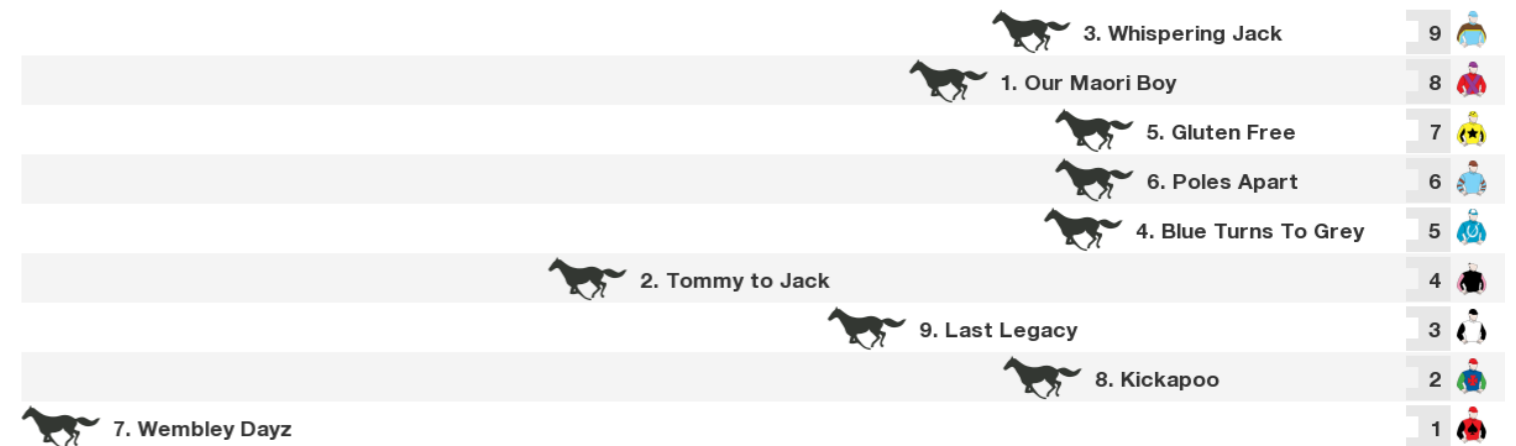 3. Whispering Jack 9
1. Our Maori Boy 8
5. Gluten Free 7
6. Poles Apart 6
4. Blue Turns To Grey 5
2. Tommy to Jack 4
9. Last Legacy 3
8. Kickapoo 2
7. Wembley Dayz 1